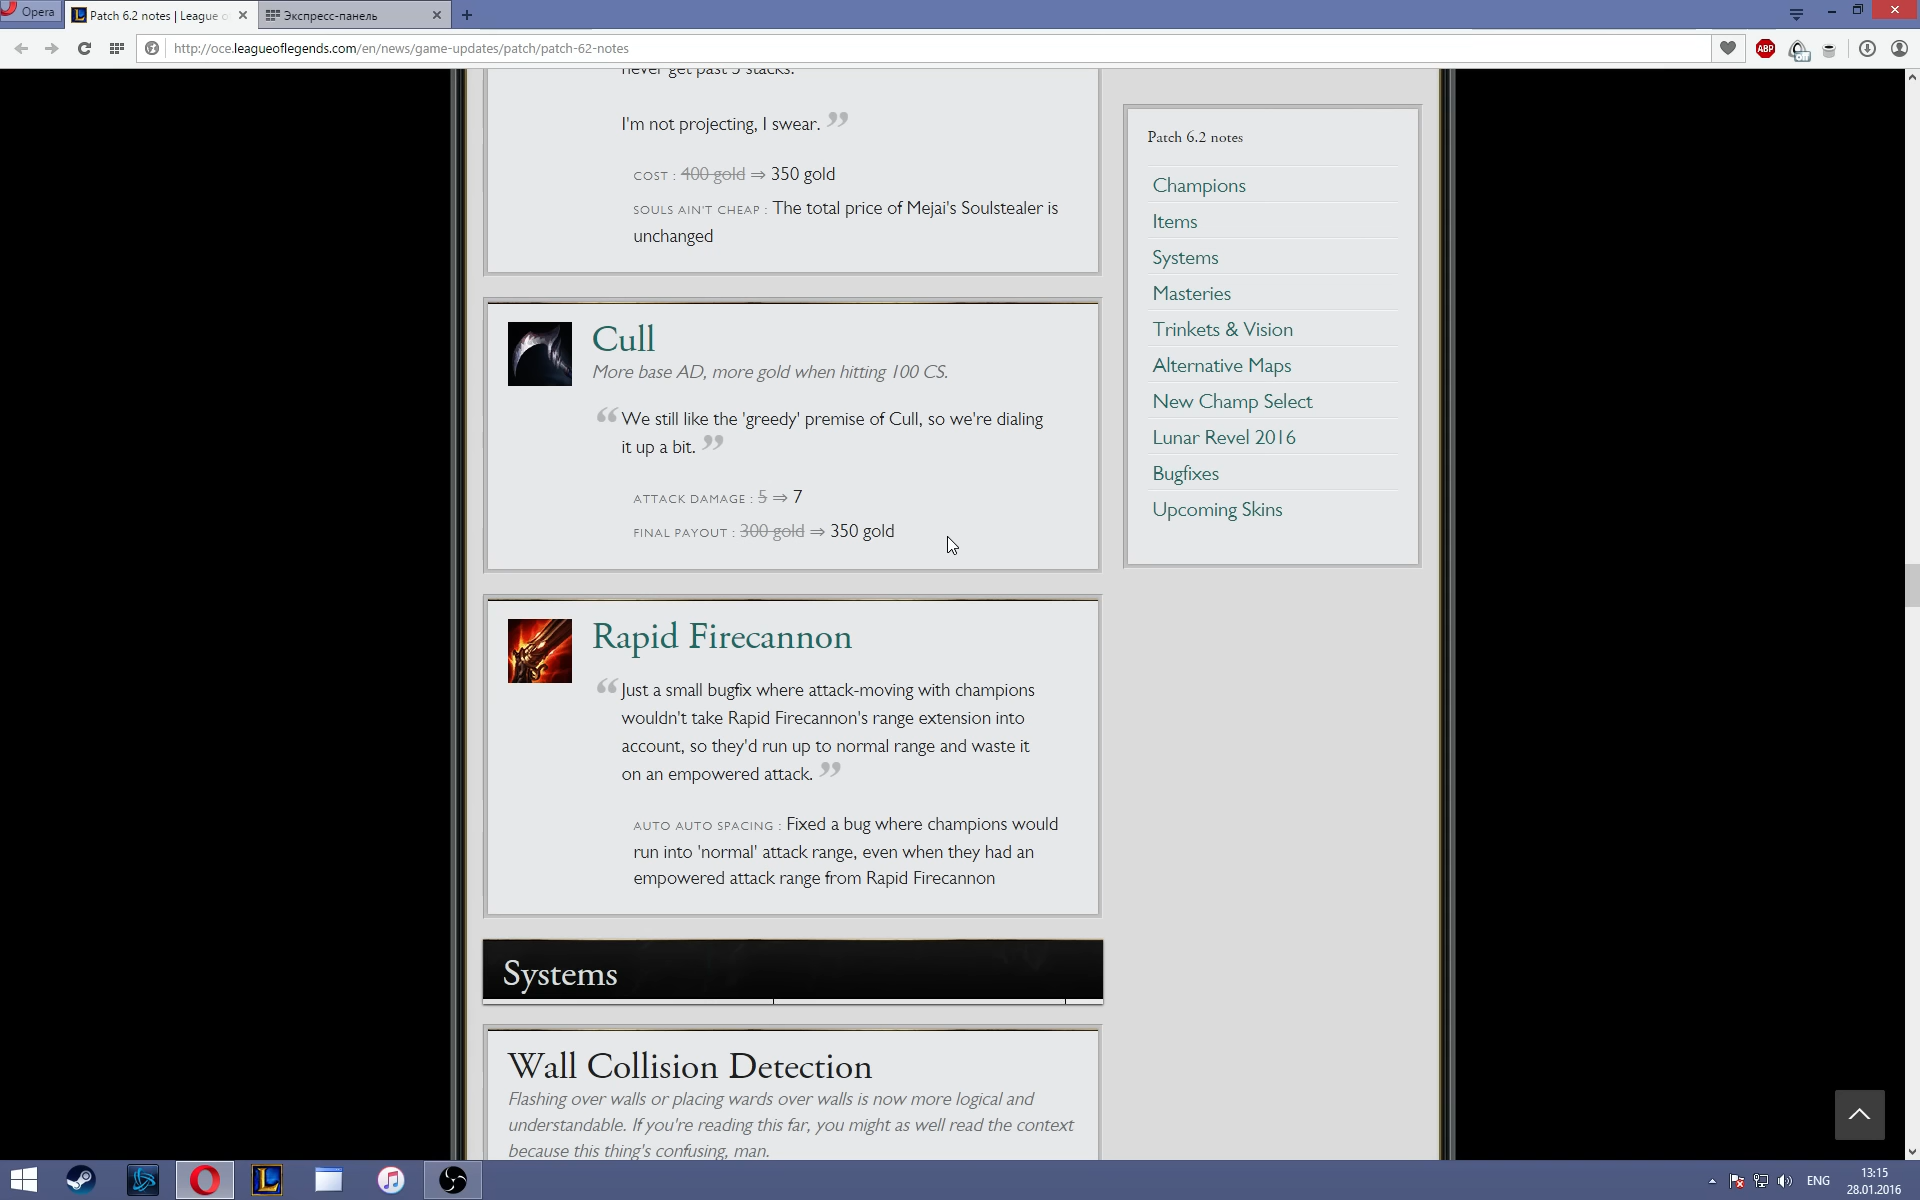 Opera
Patch 6.2 notes | League o
Экспресс-панель
http://oce.leagueoflegends.com/en/news/game-updates/patch/patch-62-notes
ABP
off
never get past 5 stacks.
I'm not projecting, I swear. ”
COST : 400 gold ⇒ 350 gold
SOULS AIN'T CHEAP : The total price of Mejai's Soulstealer is
unchanged
Cull
More base AD, more gold when hitting 100 CS.
“ We still like the 'greedy' premise of Cull, so we're dialing
it up a bit. ”
ATTACK DAMAGE : 5 ⇒ 7
FINAL PAYOUT : 300 gold ⇒ 350 gold
Rapid Firecannon
“ Just a small bugfix where attack-moving with champions
wouldn't take Rapid Firecannon's range extension into
account, so they'd run up to normal range and waste it
on an empowered attack. ”
AUTO AUTO SPACING : Fixed a bug where champions would
run into 'normal' attack range, even when they had an
empowered attack range from Rapid Firecannon
Systems
Wall Collision Detection
Flashing over walls or placing wards over walls is now more logical and
understandable. If you're reading this far, you might as well read the context
because this thing's confusing, man.
Patch 6.2 notes
Champions
Items
Systems
Masteries
Trinkets & Vision
Alternative Maps
New Champ Select
Lunar Revel 2016
Bugfixes
Upcoming Skins
ENG
13:15
28.01.2016